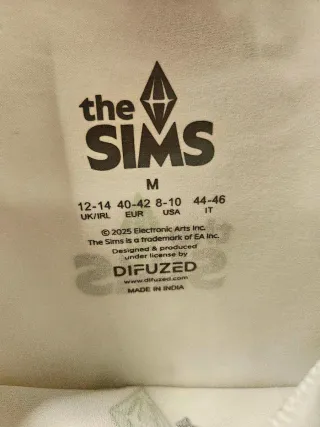 the
SIMS
M
12-14 40-42 8-10 44-46
UK/IRL EUR USA IT
© 2025 Electronic Arts Inc.
The Sims is a trademark of EA Inc.
Designed & produced
under license by
DIFUZED
www.difuzed.com
MADE IN INDIA